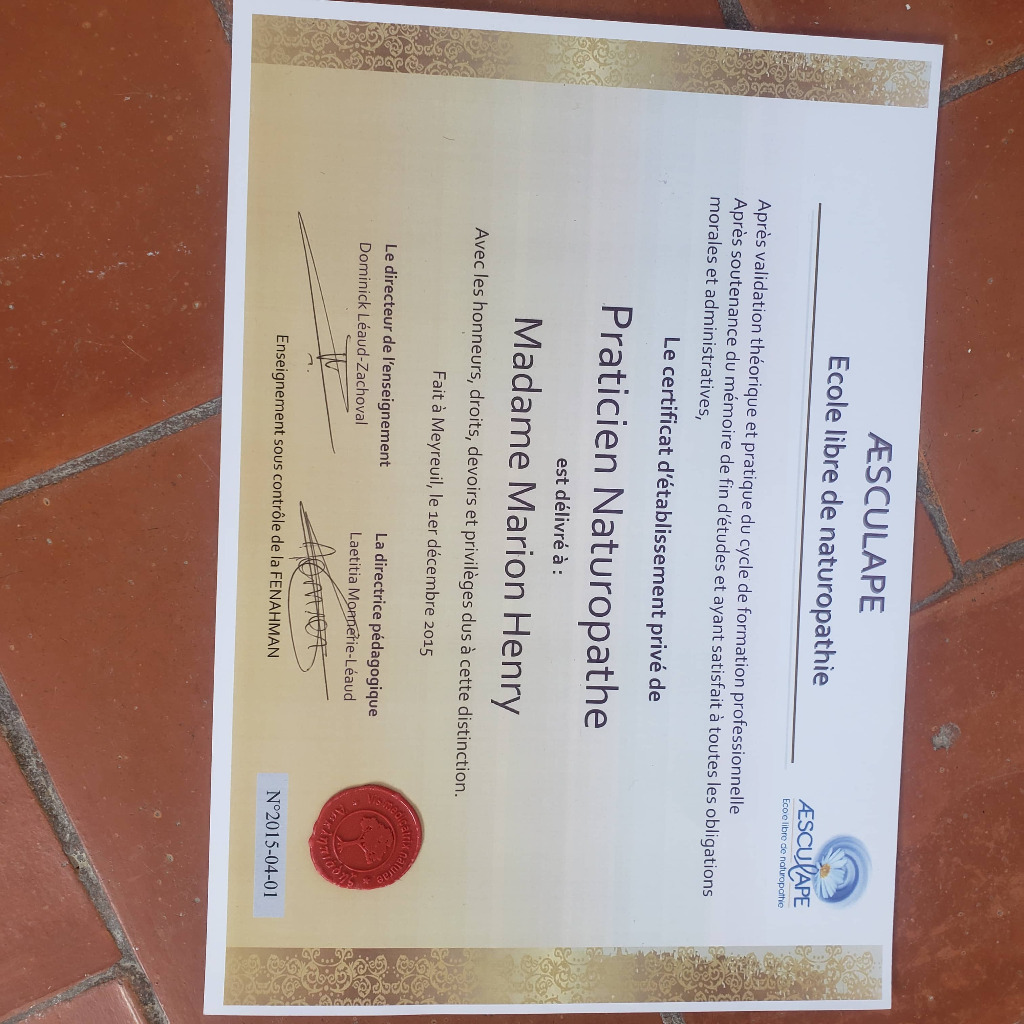 ÆSCULAPE
Ecole libre de naturopathie
ÆSCULAPE
Ecole libre de naturopathie
Après validation théorique et pratique du cycle de formation professionnelle
Après soutenance du mémoire de fin d'études et ayant satisfait à toutes les obligations
morales et administratives,
Le certificat d'établissement privé de
Praticien Naturopathe
est délivré à :
Madame Marion Henry
Avec les honneurs, droits, devoirs et privilèges dus à cette distinction.
Fait à Meyreuil, le 1er décembre 2015
Le directeur de l'enseignement
Dominick Léaud-Zachoval
La directrice pédagogique
Laetitia Monnerie-Léaud
Enseignement sous contrôle de la FENAHMAN
N°2015-04-01